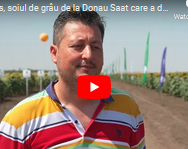 s, soiul de grâu de la Donau Saat care a d...
Watc